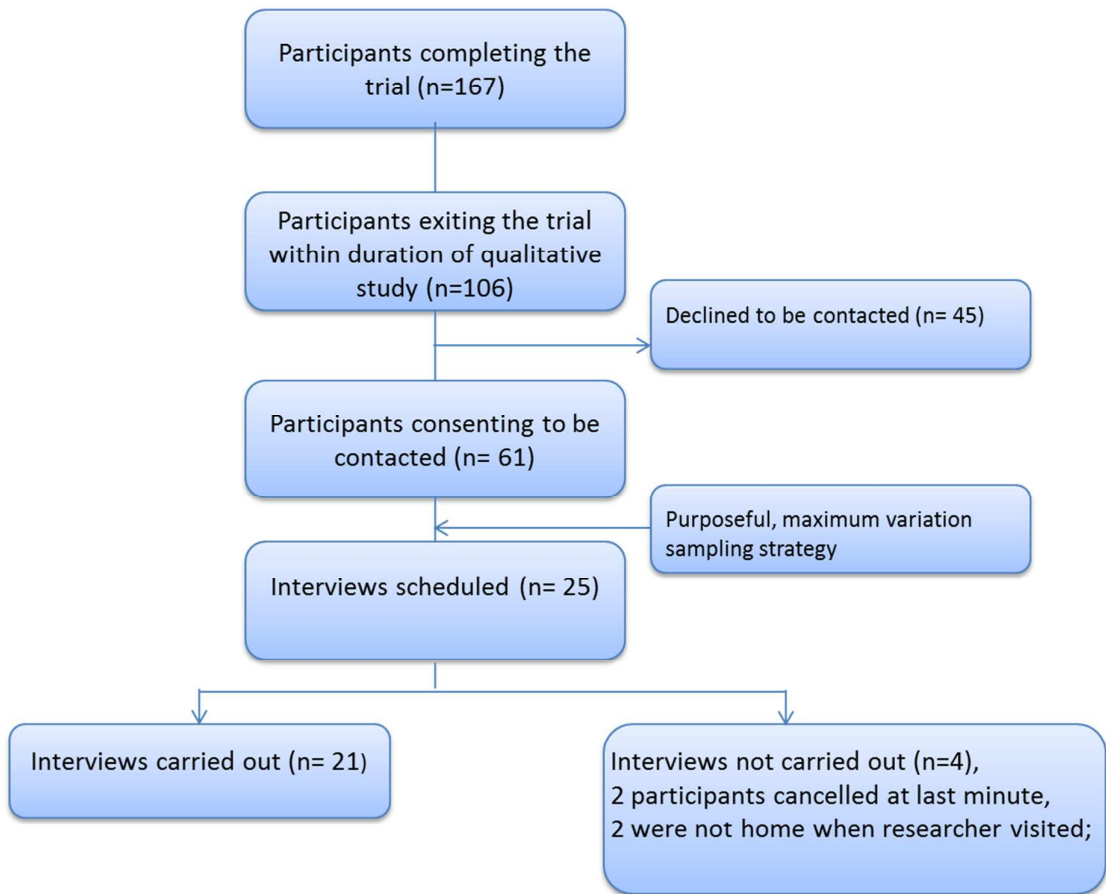 Participants completing the
trial (n=167)
Participants exiting the trial
within duration of qualitative
study (n=106)
Declined to be contacted (n= 45)
Participants consenting to be
contacted (n= 61)
Purposeful, maximum variation
sampling strategy
Interviews scheduled (n= 25)
Interviews carried out (n= 21)
Interviews not carried out (n=4),
2 participants cancelled at last minute,
2 were not home when researcher visited;